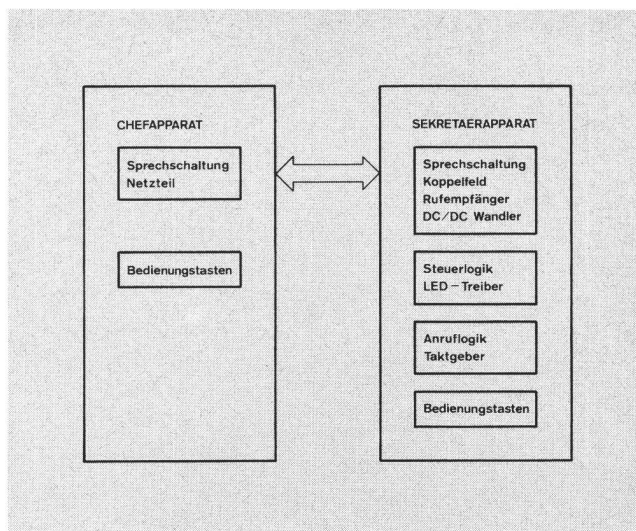 CHEFAPPARAT
Sprechschaltung
Netzteil
Bedienungstasten
SEKRETAERAPPARAT
Sprechschaltung
Koppelfeld
Rufempfänger
DC/DC Wandler
Steuerlogik
LED-Treiber
Anruflogik
Taktgeber
Bedienungstasten